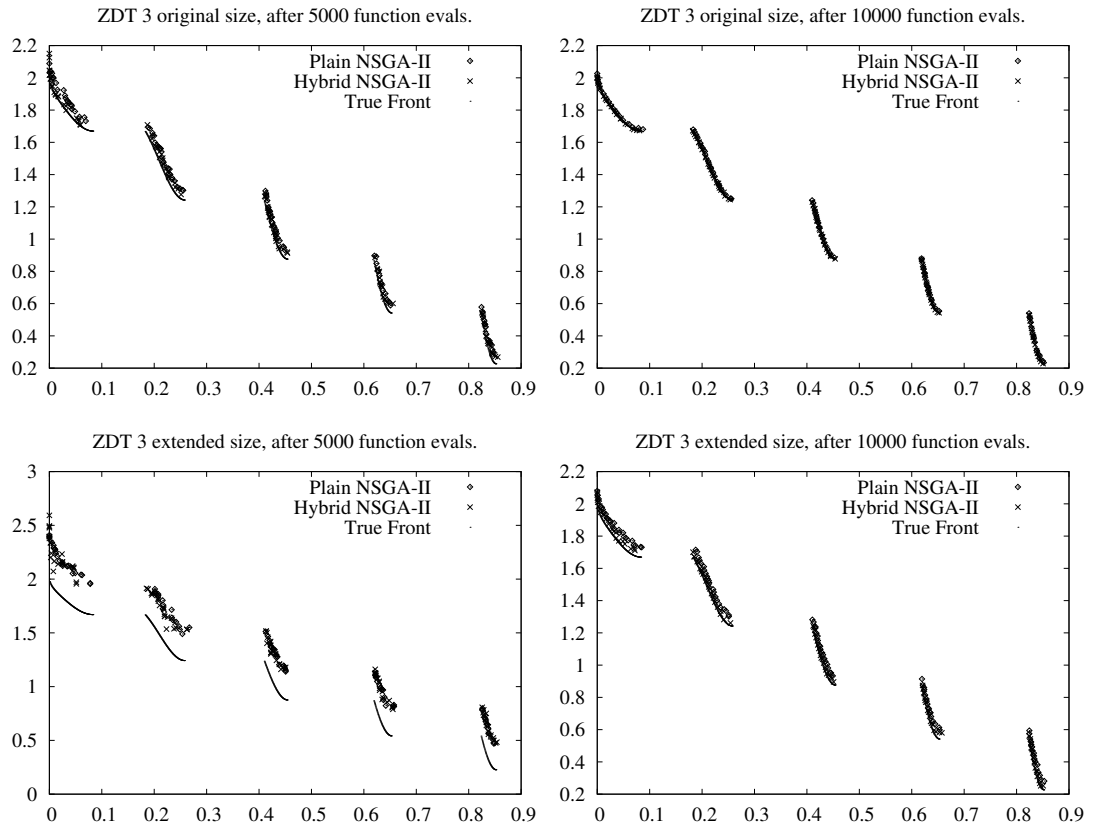 ZDT 3 original size, after 5000 function evals.
2.2
2
1.8
1.6
1.4
1.2
1
0.8
0.6
0.4
0.2
0 0.1 0.2 0.3 0.4 0.5 0.6 0.7 0.8 0.9
Plain NSGA-II
Hybrid NSGA-II
True Front
ZDT 3 original size, after 10000 function evals.
2.2
2
1.8
1.6
1.4
1.2
1
0.8
0.6
0.4
0.2
0 0.1 0.2 0.3 0.4 0.5 0.6 0.7 0.8 0.9
Plain NSGA-II
Hybrid NSGA-II
True Front
ZDT 3 extended size, after 5000 function evals.
3
2.5
2
1.5
1
0.5
0
0 0.1 0.2 0.3 0.4 0.5 0.6 0.7 0.8 0.9
Plain NSGA-II
Hybrid NSGA-II
True Front
ZDT 3 extended size, after 10000 function evals.
2.2
2
1.8
1.6
1.4
1.2
1
0.8
0.6
0.4
0.2
0 0.1 0.2 0.3 0.4 0.5 0.6 0.7 0.8 0.9
Plain NSGA-II
Hybrid NSGA-II
True Front